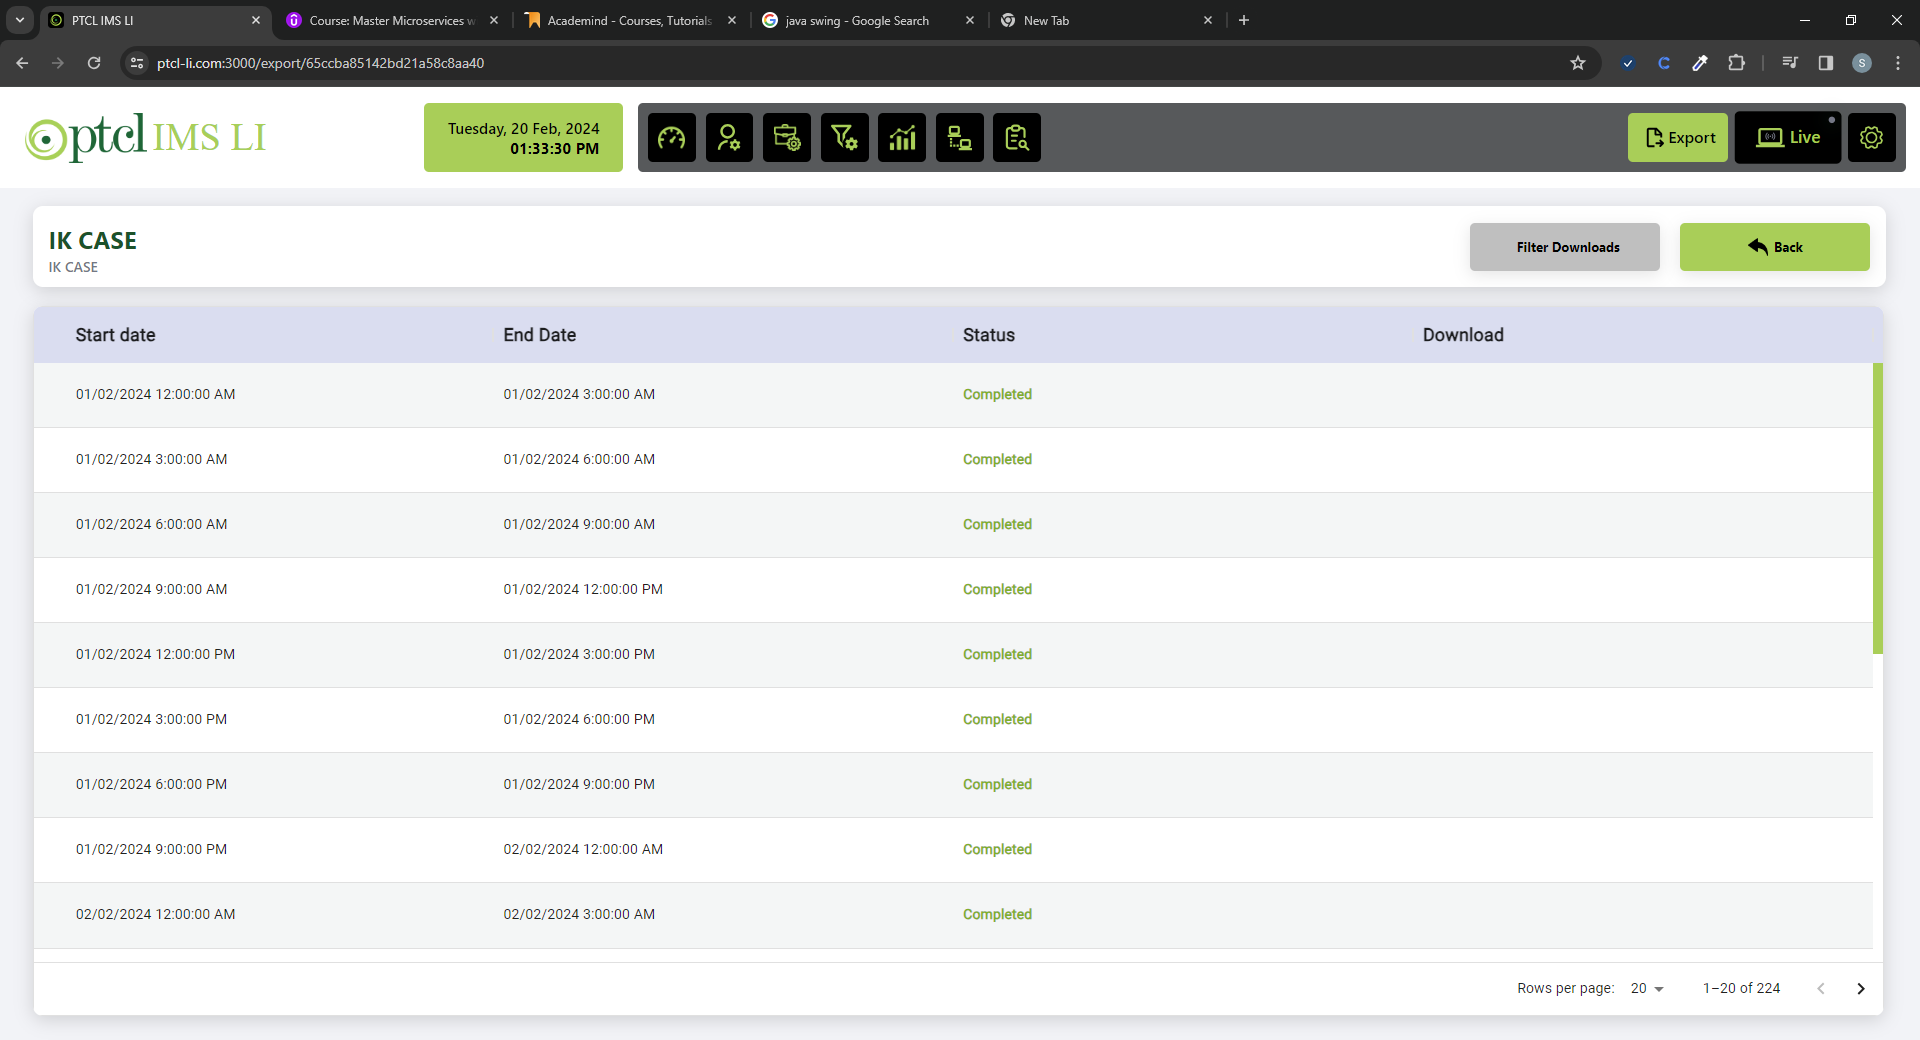 PTCL IMS LI
Course: Master Microservices w
Academind - Courses, Tutorials
java swing - Google Search
New Tab
ptcl-li.com:3000/export/65ccba85142bd21a58c8aa40
S
ptcl IMS LI
Tuesday, 20 Feb, 2024
01:33:30 PM
Export
Live
IK CASE
IK CASE
Filter Downloads
Back
Start date End Date Status Download
01/02/2024 12:00:00 AM 01/02/2024 3:00:00 AM Completed
01/02/2024 3:00:00 AM 01/02/2024 6:00:00 AM Completed
01/02/2024 6:00:00 AM 01/02/2024 9:00:00 AM Completed
01/02/2024 9:00:00 AM 01/02/2024 12:00:00 PM Completed
01/02/2024 12:00:00 PM 01/02/2024 3:00:00 PM Completed
01/02/2024 3:00:00 PM 01/02/2024 6:00:00 PM Completed
01/02/2024 6:00:00 PM 01/02/2024 9:00:00 PM Completed
01/02/2024 9:00:00 PM 02/02/2024 12:00:00 AM Completed
02/02/2024 12:00:00 AM 02/02/2024 3:00:00 AM Completed
Rows per page: 20 1–20 of 224